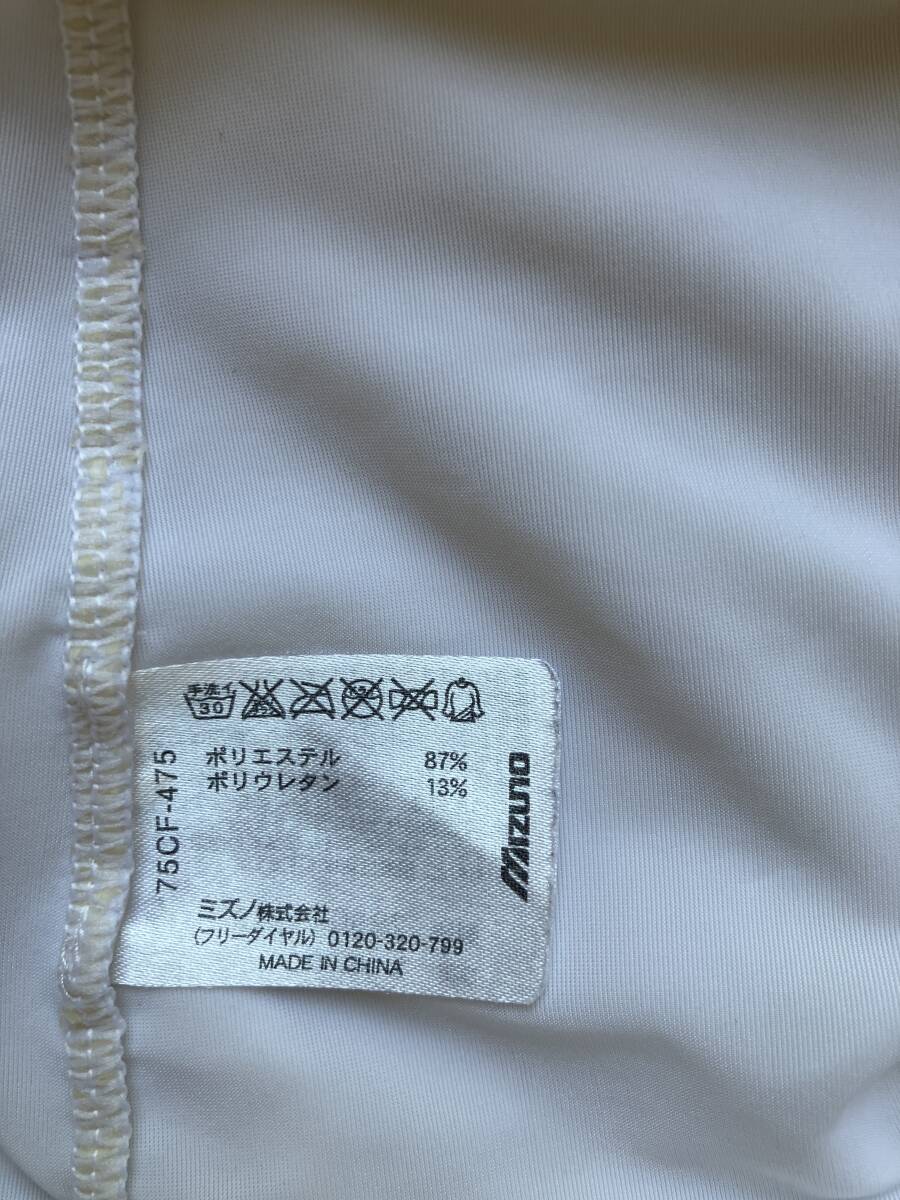 手洗イ
30
ポリエステル 87%
ポリウレタン 13%
75CF-475
Mizuno
ミズノ株式会社
(フリーダイヤル) 0120-320-799
MADE IN CHINA